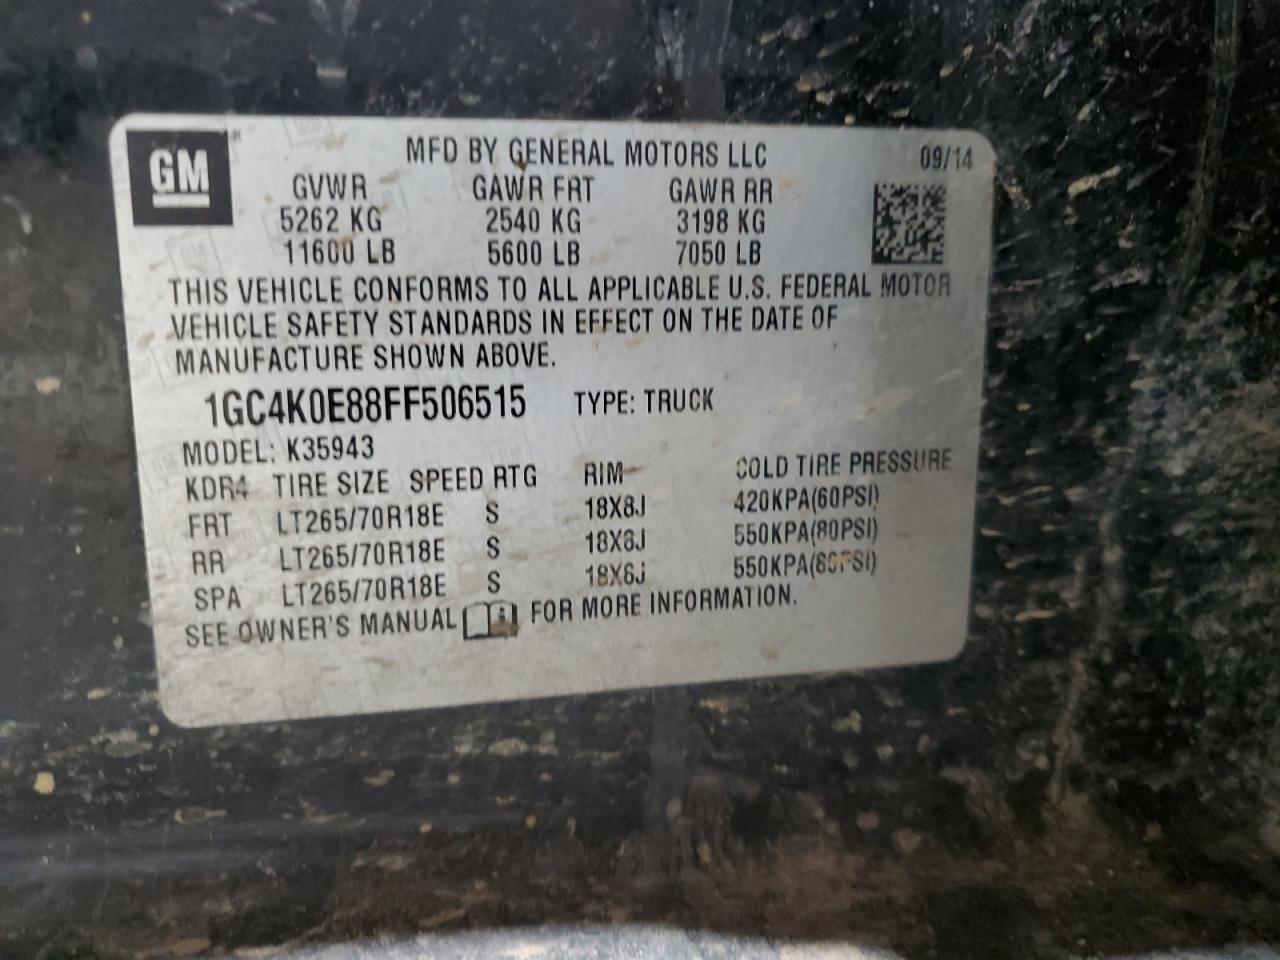 GM
MFD BY GENERAL MOTORS LLC 09/14
GVWR GAWR FRT GAWR RR
5262 KG 2540 KG 3198 KG
11600 LB 5600 LB 7050 LB
THIS VEHICLE CONFORMS TO ALL APPLICABLE U.S. FEDERAL MOTOR
VEHICLE SAFETY STANDARDS IN EFFECT ON THE DATE OF
MANUFACTURE SHOWN ABOVE.
1GC4K0E88FF506515 TYPE: TRUCK
MODEL: K35943
KDR4 TIRE SIZE SPEED RTG RIM COLD TIRE PRESSURE
FRT LT265/70R18E S 18X8J 420KPA(60PSI)
RR LT265/70R18E S 18X8J 550KPA(80PSI)
SPA LT265/70R18E S 18X8J 550KPA(80PSI)
SEE OWNER'S MANUAL FOR MORE INFORMATION.